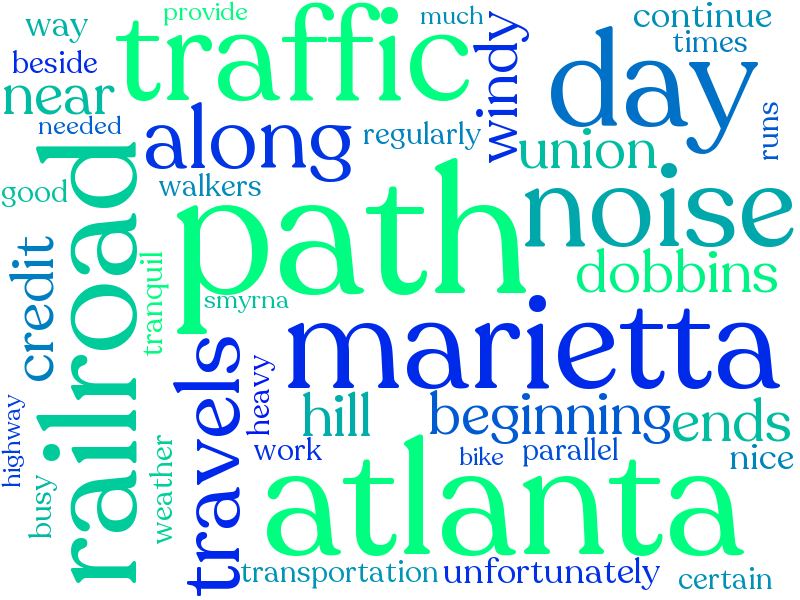 way
provide
much
continue
times
beside
traffic
windy
day
near
needed
along
regularly
union
runs
good
walkers
railroad
path
noise
credit
tranquil
smyrna
dobbins
marietta
travels
heavy
highway
hill
beginning
ends
busy
weather
work
bike
parallel
nice
atlanta
transportation
unfortunately
certain